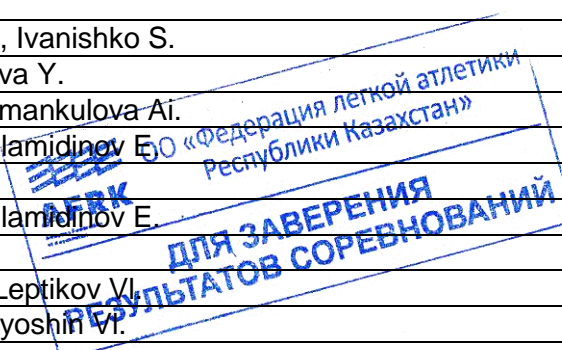 , Ivanishko S.
va Y.
mankulova Ai.
lamidinov E.
lamidinov E.
Leptikov Vl.
yoshin Vl.
ОО «Федерация легкой атлетики
Республики Казахстан»
AFRK
ДЛЯ ЗАВЕРЕНИЯ
РЕЗУЛЬТАТОВ СОРЕВНОВАНИЙ